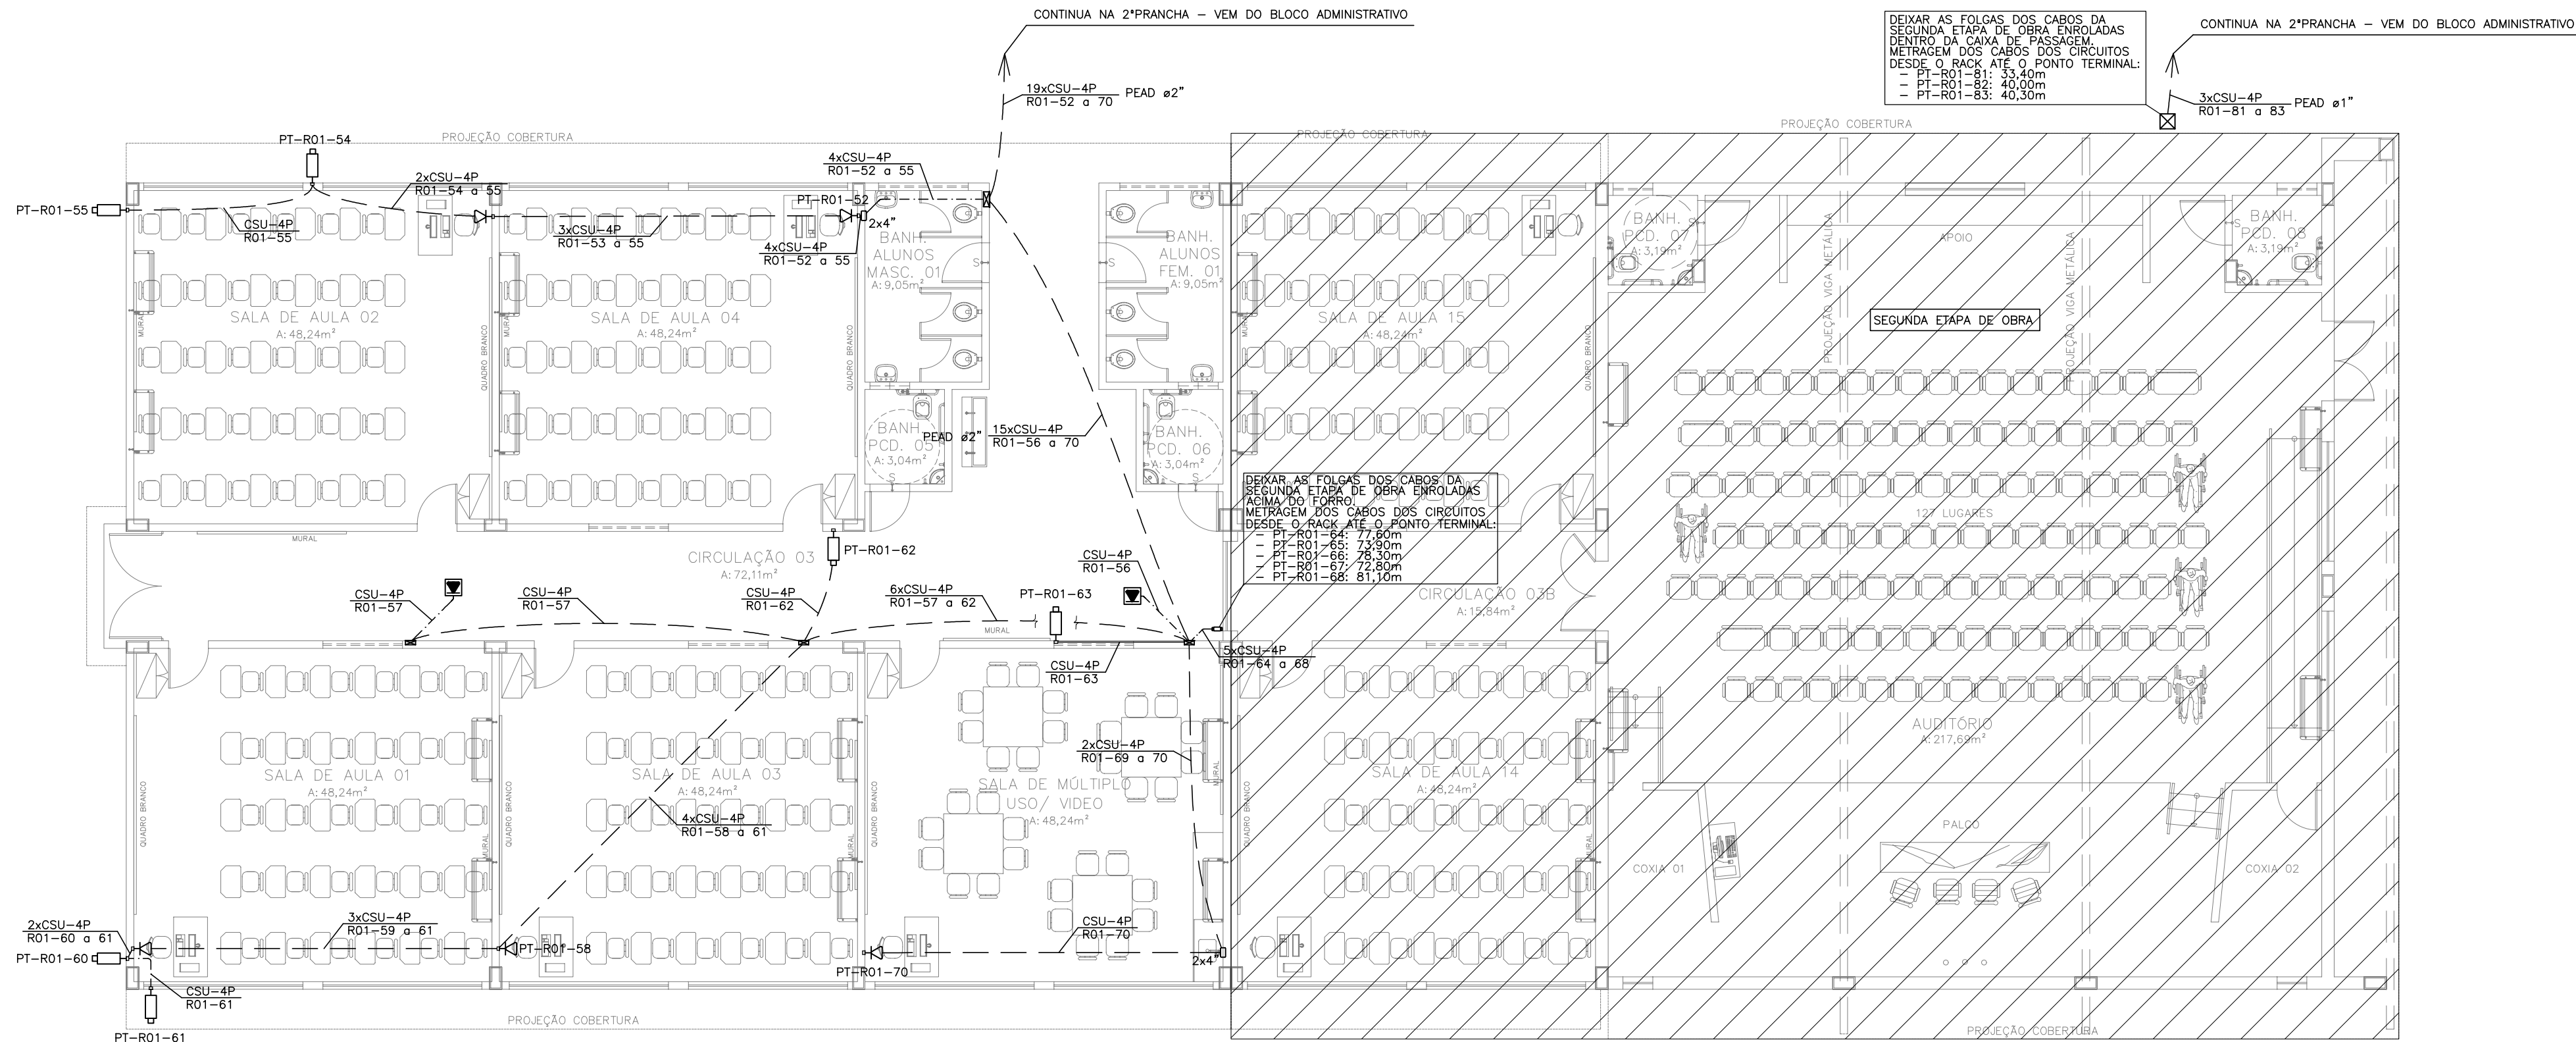 CONTINUA NA 2ªPRANCHA – VEM DO BLOCO ADMINISTRATIVO
DEIXAR AS FOLGAS DOS CABOS DA
SEGUNDA ETAPA DE OBRA ENROLADAS
DENTRO DA CAIXA DE PASSAGEM.
METRAGEM DOS CABOS DOS CIRCUITOS
DESDE O RACK ATÉ O PONTO TERMINAL:
– PT-R01-81: 33,40m
– PT-R01-82: 40,00m
– PT-R01-83: 40,30m
CONTINUA NA 2ªPRANCHA – VEM DO BLOCO ADMINISTRATIVO
19xCSU-4P
R01-52 a 70
PEAD ø2"
3xCSU-4P
R01-81 a 83
PEAD ø1"
PROJEÇÃO COBERTURA
PROJEÇÃO COBERTURA
PROJEÇÃO COBERTURA
PT-R01-54
2xCSU-4P
R01-54 a 55
4xCSU-4P
R01-52 a 55
PT-R01-55
CSU-4P
R01-55
3xCSU-4P
R01-53 a 55
PT-R01-52
2x4"
4xCSU-4P
R01-52 a 55
BANH.
ALUNOS
MASC. 01
A: 9,05m²
S
BANH.
ALUNOS
FEM. 01
A: 9,05m²
S
BANH.
PCD. 07
A: 3,19m²
S
APOIO
BANH.
PCD. 08
A: 3,19m²
S
PROJEÇÃO VIGA METÁLICA
PROJEÇÃO VIGA METÁLICA
SEGUNDA ETAPA DE OBRA
MURAL
SALA DE AULA 02
A: 48,24m²
QUADRO BRANCO
MURAL
SALA DE AULA 04
A: 48,24m²
QUADRO BRANCO
MURAL
SALA DE AULA 15
A: 48,24m²
QUADRO BRANCO
BANH.
PCD. 05
A: 3,04m²
S
PEAD ø2"
15xCSU-4P
R01-56 a 70
BANH.
PCD. 06
A: 3,04m²
S
DEIXAR AS FOLGAS DOS CABOS DA
SEGUNDA ETAPA DE OBRA ENROLADAS
ACIMA DO FORRO.
METRAGEM DOS CABOS DOS CIRCUITOS
DESDE O RACK ATÉ O PONTO TERMINAL:
– PT-R01-64: 77,60m
– PT-R01-65: 73,90m
– PT-R01-66: 78,30m
– PT-R01-67: 72,80m
– PT-R01-68: 81,10m
127 LUGARES
MURAL
CIRCULAÇÃO 03
A: 72,11m²
PT-R01-62
CSU-4P
R01-56
CSU-4P
R01-57
CSU-4P
R01-57
CSU-4P
R01-62
6xCSU-4P
R01-57 a 62
PT-R01-63
MURAL
CIRCULAÇÃO 03B
A: 15,84m²
CSU-4P
R01-63
5xCSU-4P
R01-64 a 68
AUDITÓRIO
A: 217,69m²
QUADRO BRANCO
SALA DE AULA 01
A: 48,24m²
MURAL
QUADRO BRANCO
SALA DE AULA 03
A: 48,24m²
MURAL
QUADRO BRANCO
SALA DE MÚLTIPLO
USO/ VIDEO
A: 48,24m²
2xCSU-4P
R01-69 a 70
MURAL
QUADRO BRANCO
SALA DE AULA 14
A: 48,24m²
MURAL
4xCSU-4P
R01-58 a 61
PALCO
COXIA 01
COXIA 02
2xCSU-4P
R01-60 a 61
3xCSU-4P
R01-59 a 61
PT-R01-58
CSU-4P
R01-70
PT-R01-60
PT-R01-70
2x4"
CSU-4P
R01-61
PT-R01-61
PROJEÇÃO COBERTURA
PROJEÇÃO COBERTURA